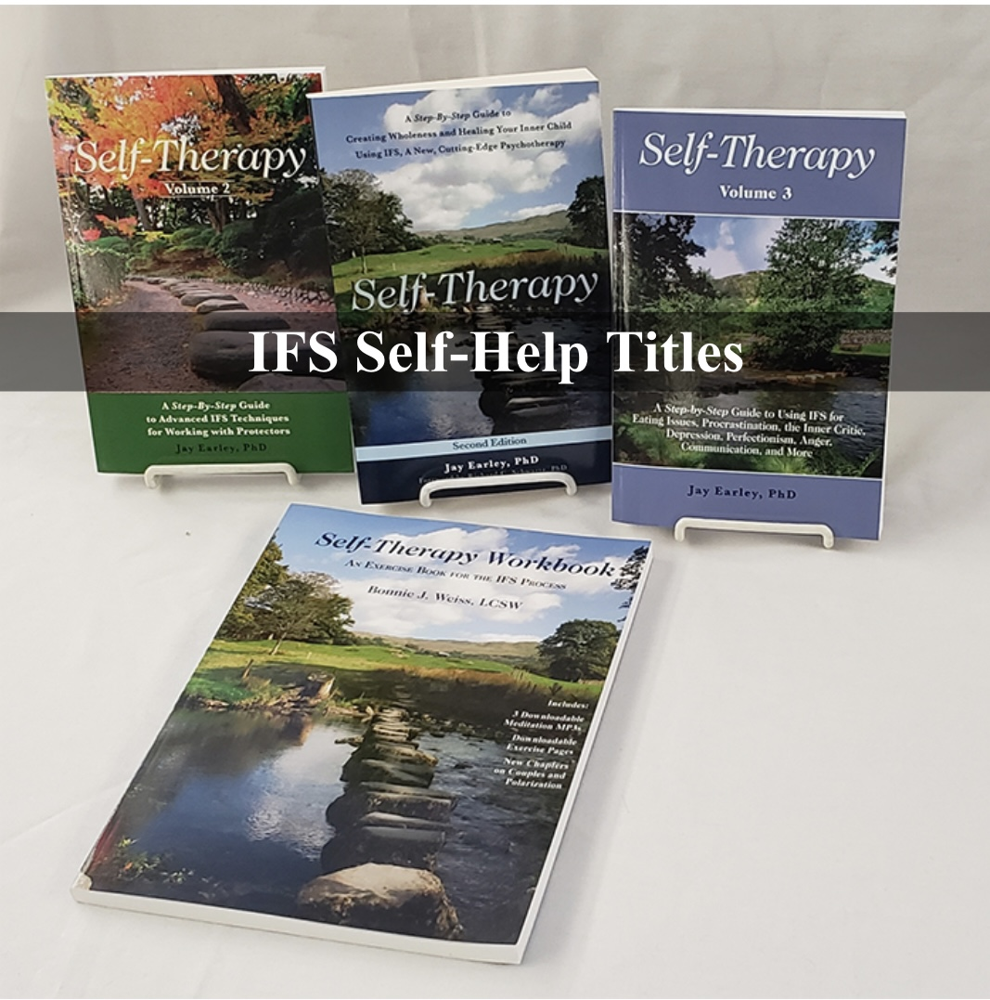 Self-Therapy
Volume 2
A Step-By-Step Guide
to Advanced IFS Techniques
for Working with Protectors
Jay Earley, PhD
A Step-By-Step Guide to
Creating Wholeness and Healing Your Inner Child
Using IFS, A New, Cutting-Edge Psychotherapy
Self-Therapy
Second Edition
Jay Earley, PhD
Self-Therapy
Volume 3
A Step-by-Step Guide to Using IFS for
Eating Issues, Procrastination, the Inner Critic,
Depression, Perfectionism, Anger,
Communication, and More
Jay Earley, PhD
IFS Self-Help Titles
Self-Therapy Workbook
An Exercise Book for the IFS Process
Bonnie J. Weiss, LCSW
Includes:
3 Downloadable
Meditation MP3s
Downloadable
Exercise Pages
New Chapters
on Couples and
Polarization